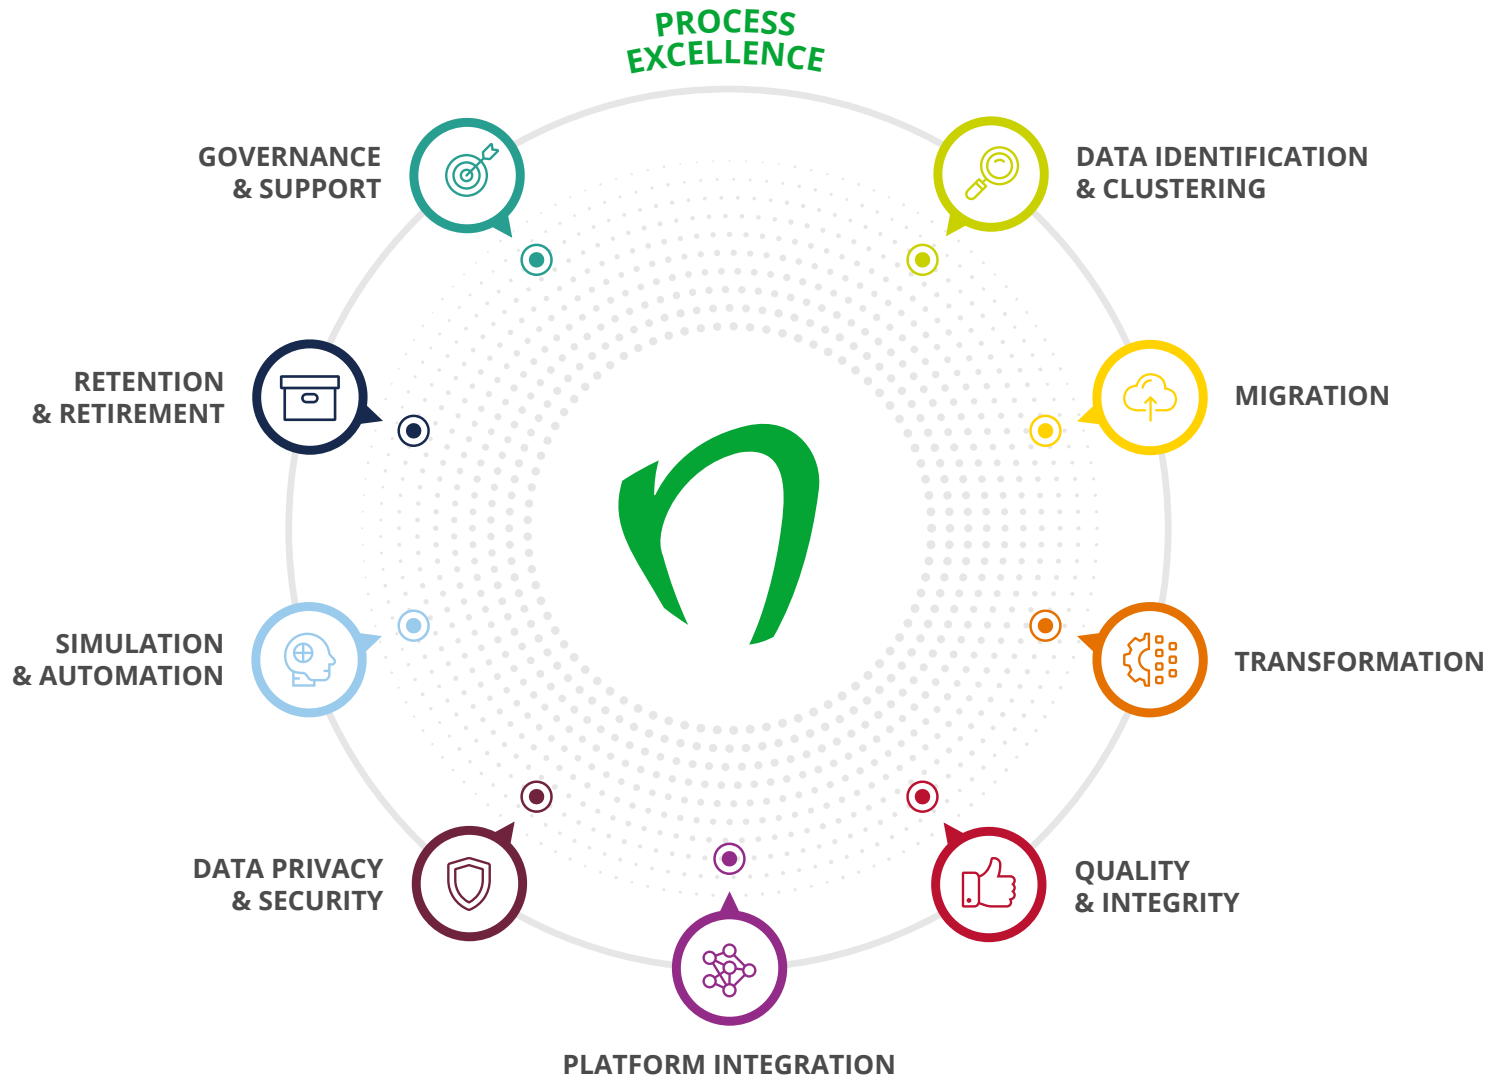 PROCESS
EXCELLENCE
GOVERNANCE
& SUPPORT
DATA IDENTIFICATION
& CLUSTERING
RETENTION
& RETIREMENT
MIGRATION
SIMULATION
& AUTOMATION
TRANSFORMATION
DATA PRIVACY
& SECURITY
QUALITY
& INTEGRITY
PLATFORM INTEGRATION